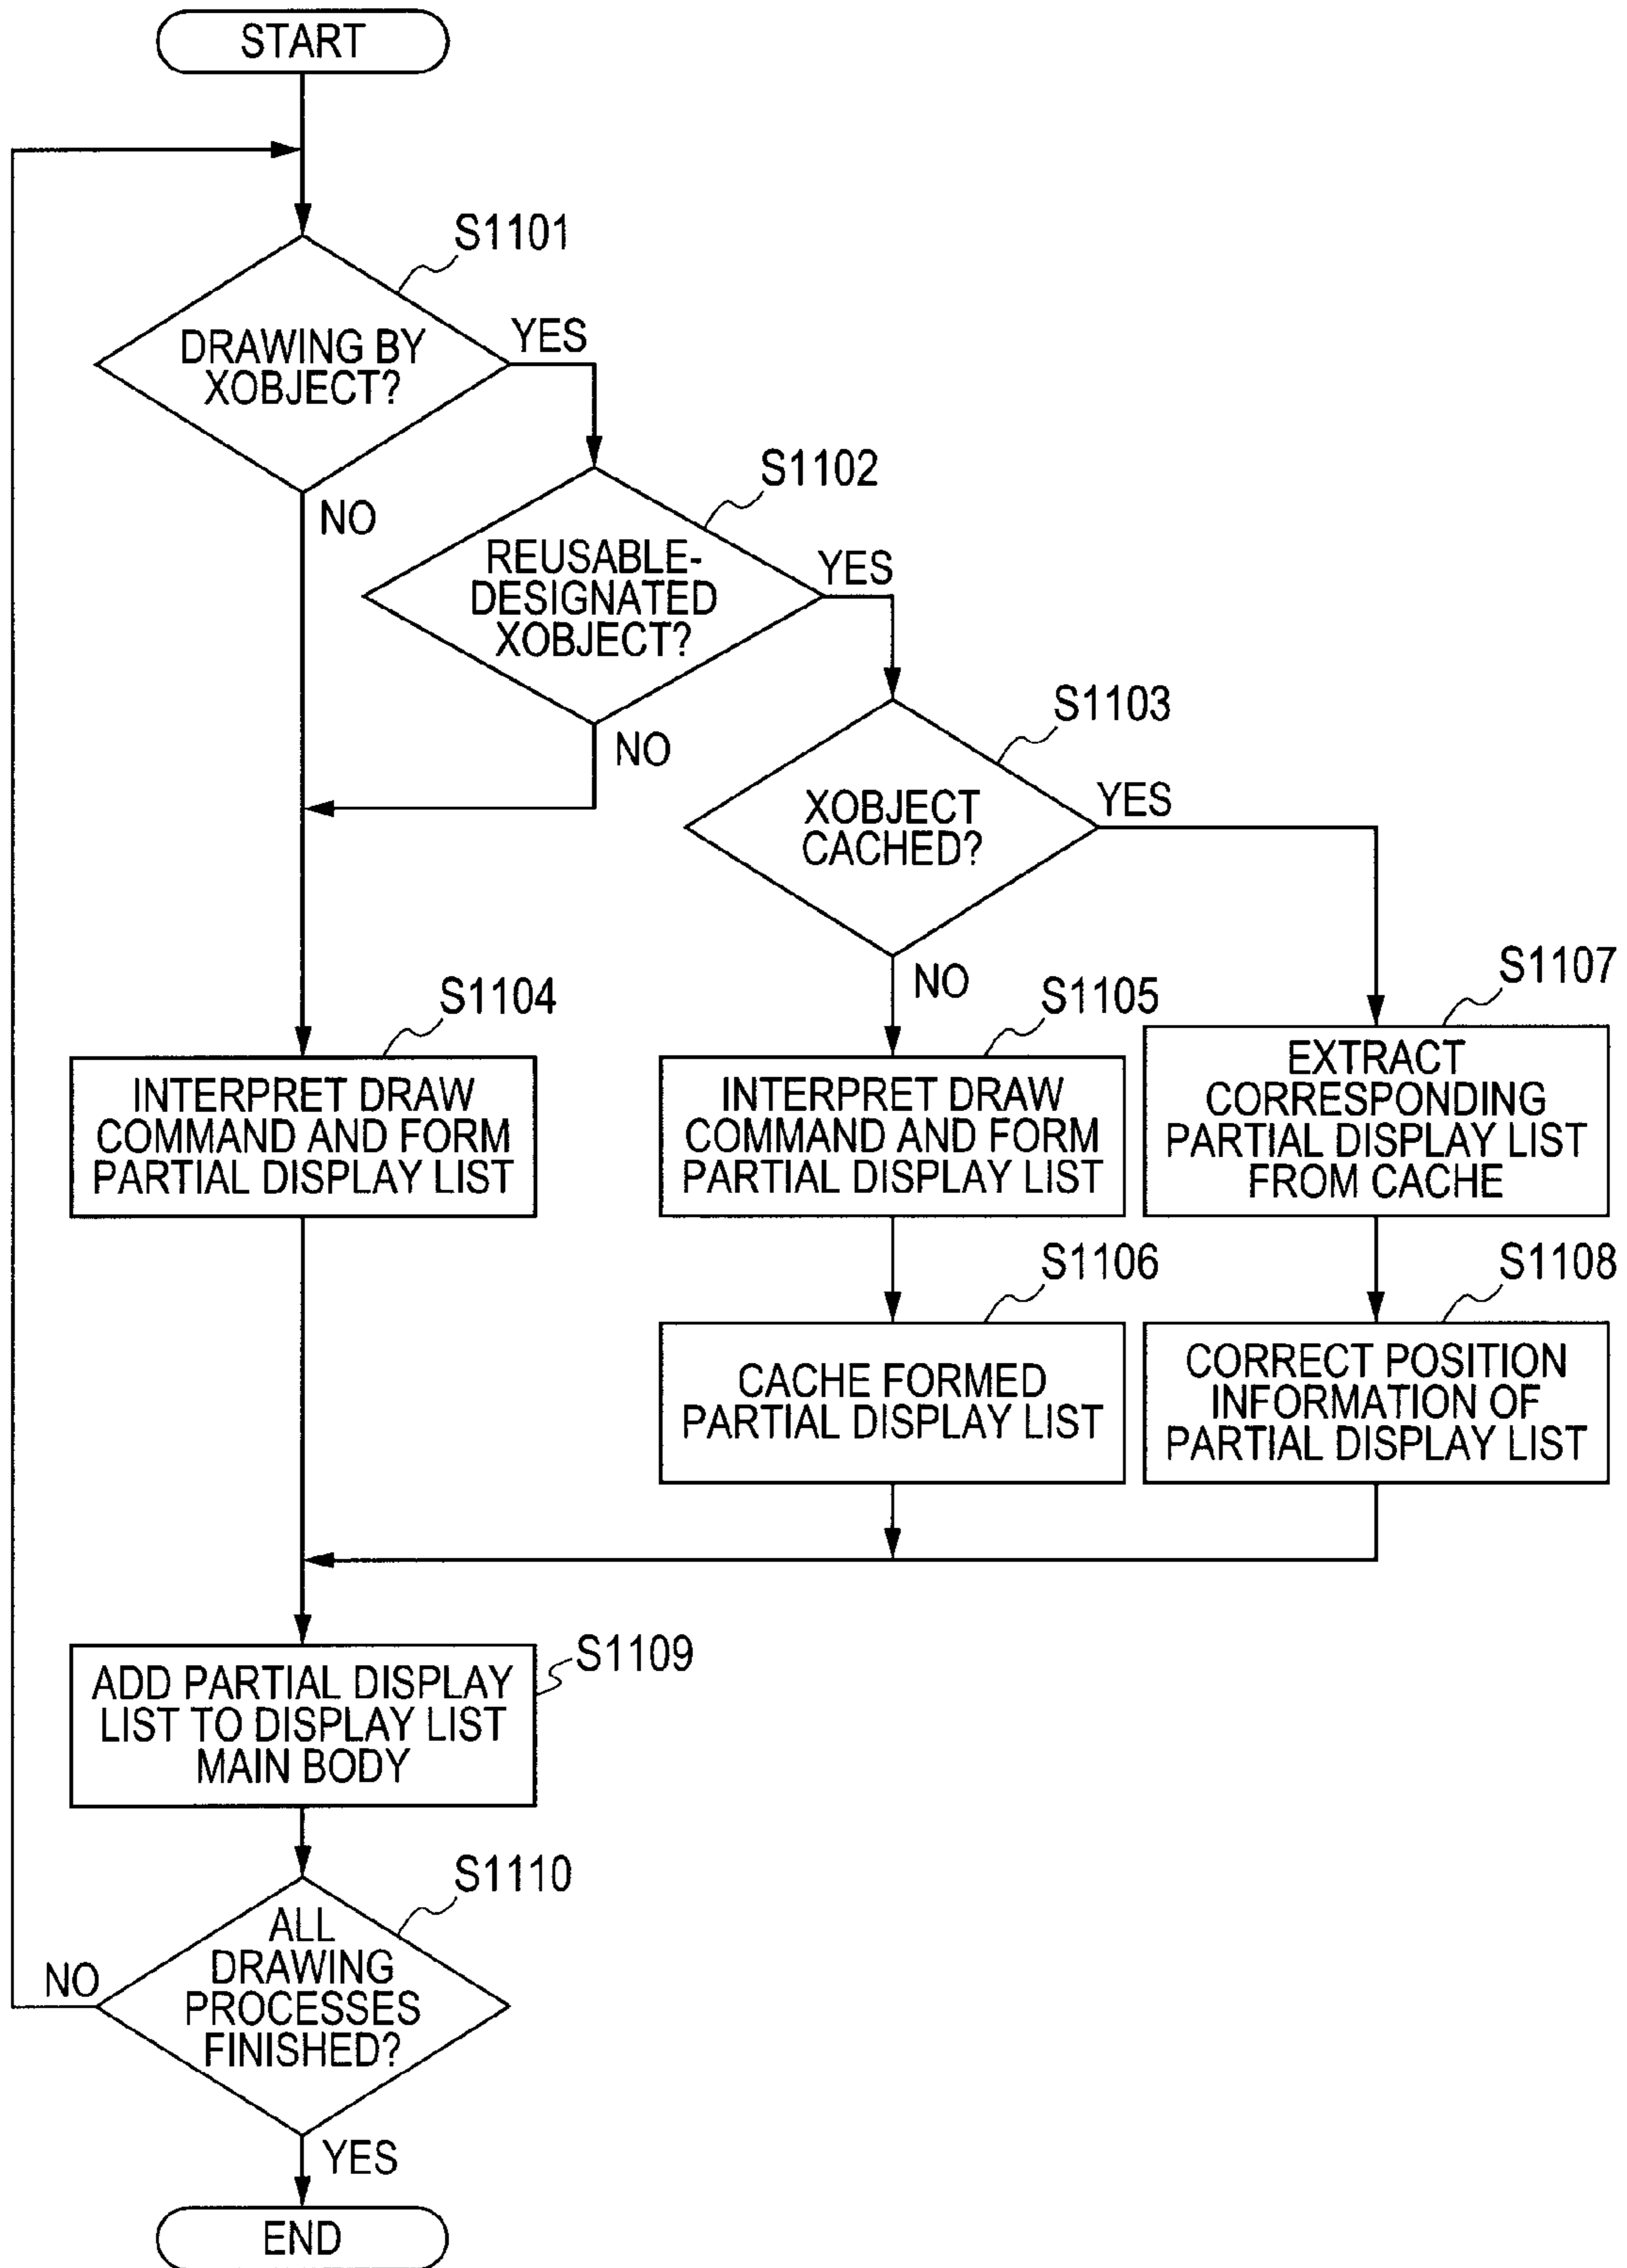 START
S1101
DRAWING BY
XOBJECT?
YES
NO
S1102
REUSABLE-
DESIGNATED
XOBJECT?
YES
NO
S1103
XOBJECT
CACHED?
YES
NO
S1104
INTERPRET DRAW
COMMAND AND FORM
PARTIAL DISPLAY LIST
S1105
INTERPRET DRAW
COMMAND AND FORM
PARTIAL DISPLAY LIST
S1107
EXTRACT
CORRESPONDING
PARTIAL DISPLAY LIST
FROM CACHE
S1106
CACHE FORMED
PARTIAL DISPLAY LIST
S1108
CORRECT POSITION
INFORMATION OF
PARTIAL DISPLAY LIST
S1109
ADD PARTIAL DISPLAY
LIST TO DISPLAY LIST
MAIN BODY
S1110
ALL
DRAWING
PROCESSES
FINISHED?
NO
YES
END